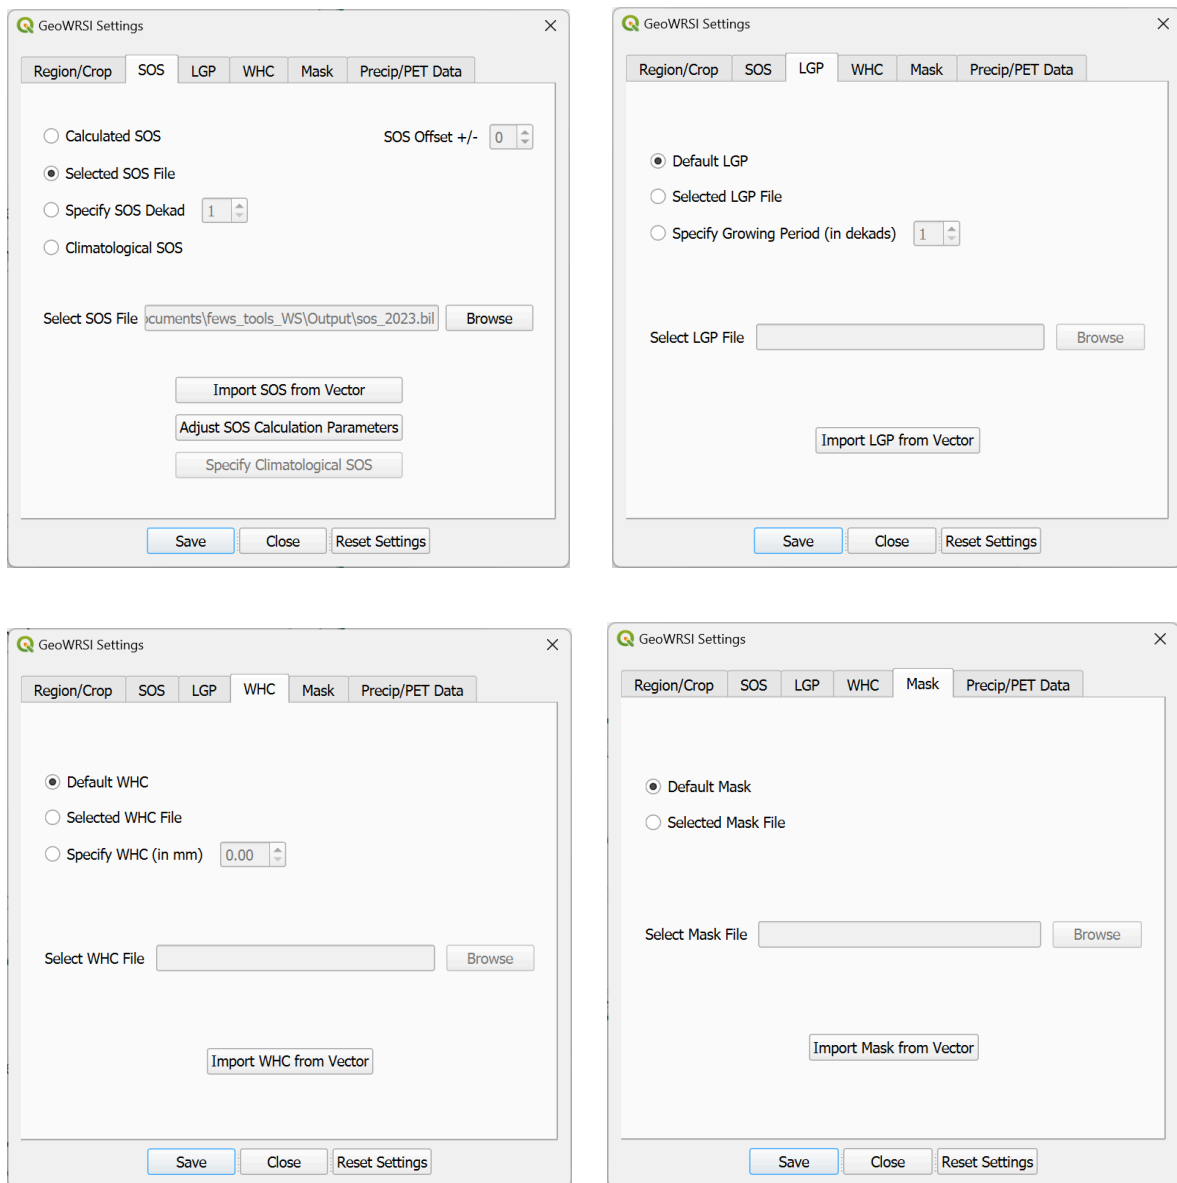 GeoWRSI Settings
Region/Crop SOS LGP WHC Mask Precip/PET Data
Calculated SOS SOS Offset +/- 0
Selected SOS File
Specify SOS Dekad 1
Climatological SOS
Select SOS File ocuments\fews_tools_WS\Output\sos_2023.bil Browse
Import SOS from Vector
Adjust SOS Calculation Parameters
Specify Climatological SOS
Save Close Reset Settings
GeoWRSI Settings
Region/Crop SOS LGP WHC Mask Precip/PET Data
Default LGP
Selected LGP File
Specify Growing Period (in dekads) 1
Select LGP File Browse
Import LGP from Vector
Save Close Reset Settings
GeoWRSI Settings
Region/Crop SOS LGP WHC Mask Precip/PET Data
Default WHC
Selected WHC File
Specify WHC (in mm) 0.00
Select WHC File Browse
Import WHC from Vector
Save Close Reset Settings
GeoWRSI Settings
Region/Crop SOS LGP WHC Mask Precip/PET Data
Default Mask
Selected Mask File
Select Mask File Browse
Import Mask from Vector
Save Close Reset Settings